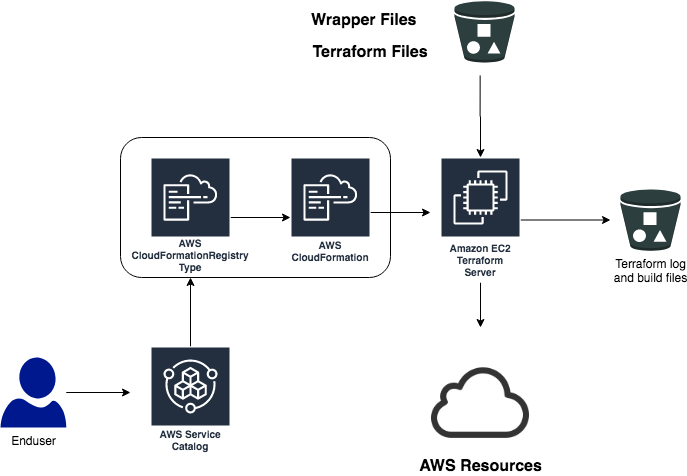 Wrapper Files
Terraform Files
AWS
CloudFormationRegistry
Type
AWS
CloudFormation
Amazon EC2
Terraform
Server
Terraform log
and build files
Enduser
AWS Service
Catalog
AWS Resources